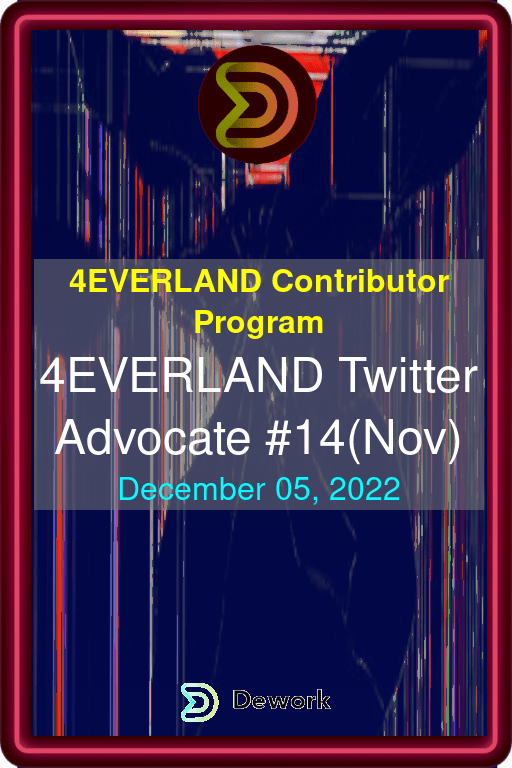 4EVERLAND Contributor
Program
4EVERLAND Twitter
Advocate #14(Nov)
December 05, 2022
Dework